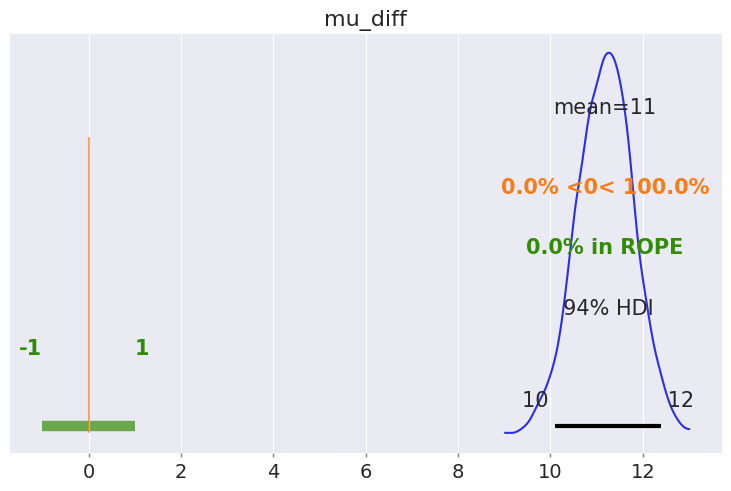 mu_diff
mean=11
0.0% <0< 100.0%
0.0% in ROPE
94% HDI
-1 1
10 12
0 2 4 6 8 10 12